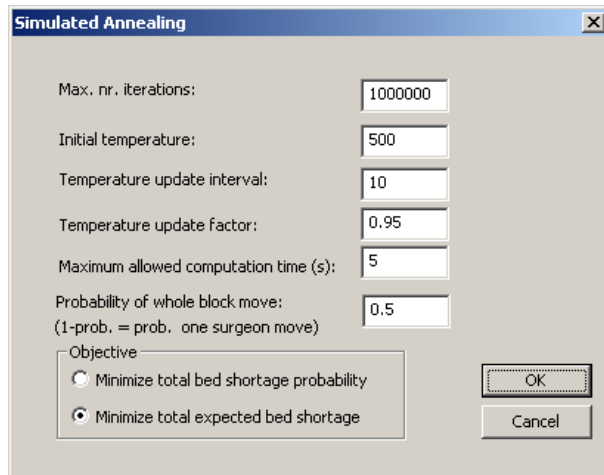 Simulated Annealing
Max. nr. iterations: 1000000
Initial temperature: 500
Temperature update interval: 10
Temperature update factor: 0.95
Maximum allowed computation time (s): 5
Probability of whole block move: 0.5
(1-prob. = prob. one surgeon move)
Objective
Minimize total bed shortage probability
Minimize total expected bed shortage
OK
Cancel